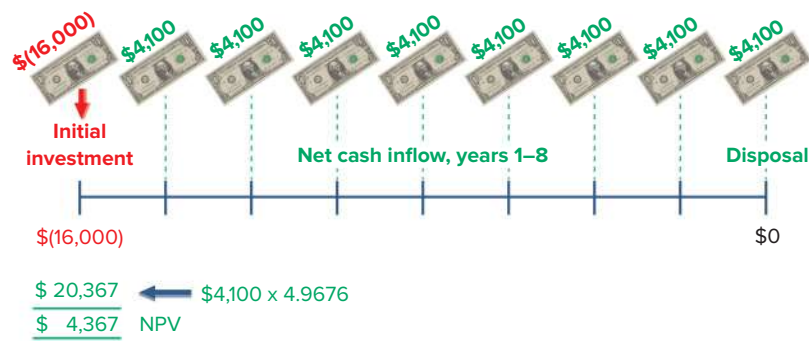 $(16,000) $4,100 $4,100 $4,100 $4,100 $4,100 $4,100 $4,100 $4,100
Initial
investment Net cash inflow, years 1–8 Disposal
$(16,000) $0
$ 20,367 $4,100 x 4.9676
$ 4,367 NPV